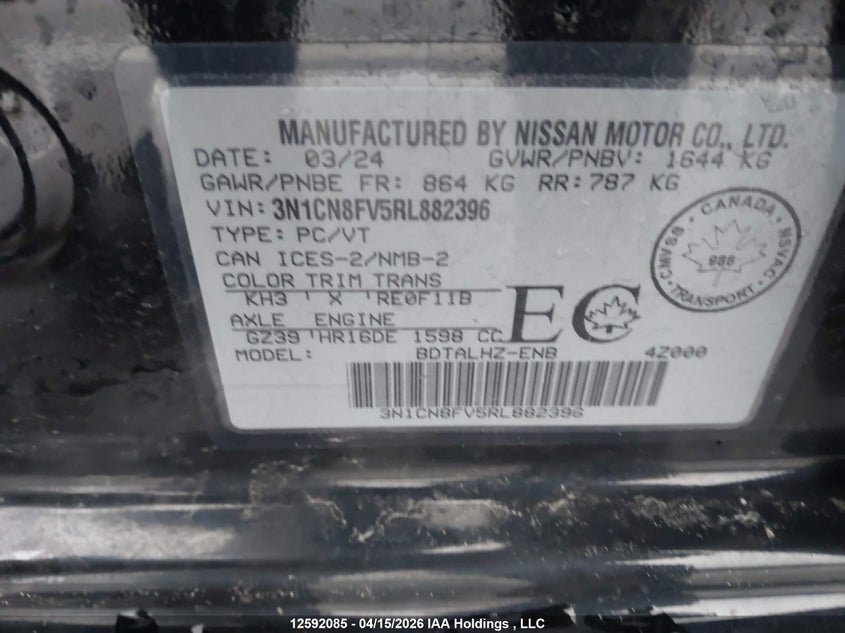 MANUFACTURED BY NISSAN MOTOR CO., LTD.
DATE: 03/24 GVWR/PNBV: 1644 KG
GAWR/PNBE FR: 864 KG RR: 787 KG
VIN: 3N1CN8FV5RL882396
TYPE: PC/VT
CAN ICES-2/NMB-2
COLOR TRIM TRANS
KH3 ' X 'RE0F11B
AXLE ENGINE
GZ39 'HR16DE 1598 CC
MODEL: BDTALHZ-ENB 4Z000
3N1CN8FV5RL882396
EC
CANADA
CMVSS NSVAC
986
TRANSPORT
12592085 - 04/15/2026 IAA Holdings , LLC